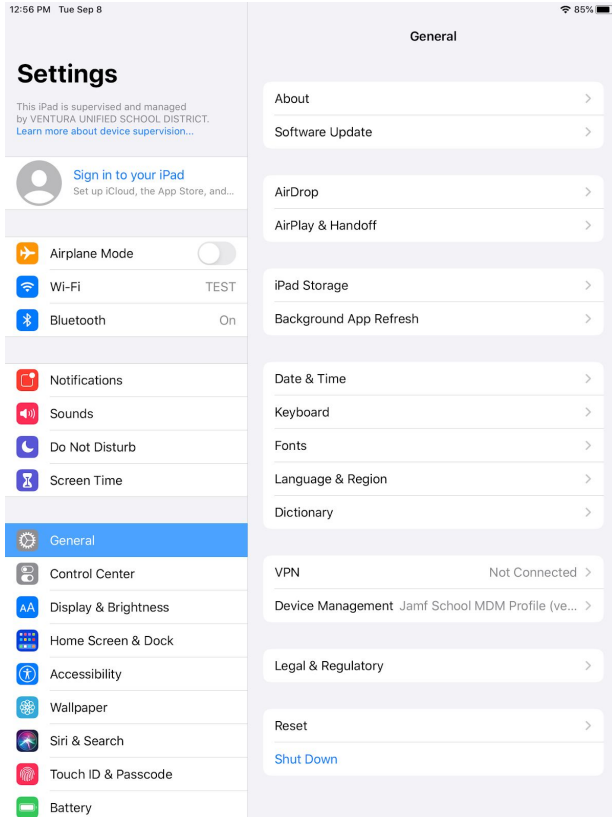 12:56 PM Tue Sep 8
85%
Settings
This iPad is supervised and managed
by VENTURA UNIFIED SCHOOL DISTRICT.
Learn more about device supervision...
Sign in to your iPad
Set up iCloud, the App Store, and...
Airplane Mode
Wi-Fi TEST
Bluetooth On
Notifications
Sounds
Do Not Disturb
Screen Time
General
Control Center
AA Display & Brightness
Home Screen & Dock
Accessibility
Wallpaper
Siri & Search
Touch ID & Passcode
Battery
General
About
Software Update
AirDrop
AirPlay & Handoff
iPad Storage
Background App Refresh
Date & Time
Keyboard
Fonts
Language & Region
Dictionary
VPN Not Connected
Device Management Jamf School MDM Profile (ve...
Legal & Regulatory
Reset
Shut Down